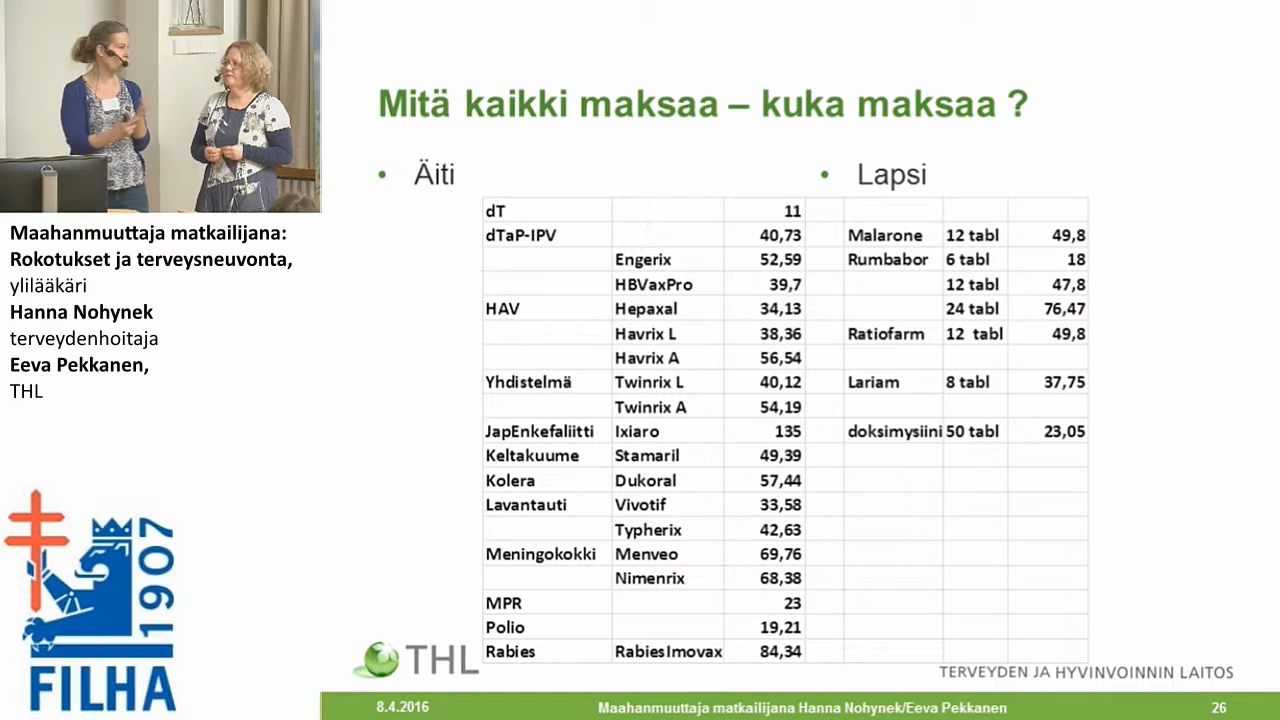 Mitä kaikki maksaa – kuka maksaa ?
• Äiti
• Lapsi
dT 11
dTaP-IPV 40,73 Malarone 12 tabl 49,8
Engerix 52,59 Rumbabor 6 tabl 18
HBVaxPro 39,7 12 tabl 47,8
HAV Hepaxal 34,13 24 tabl 76,47
Havrix L 38,36 Ratiofarm 12 tabl 49,8
Havrix A 56,54
Yhdistelmä Twinrix L 40,12 Lariam 8 tabl 37,75
Twinrix A 54,19
JapEnkefaliitti Ixiaro 135 doksimysiini 50 tabl 23,05
Keltakuume Stamaril 49,39
Kolera Dukoral 57,44
Lavantauti Vivotif 33,58
Typherix 42,63
Meningokokki Menveo 69,76
Nimenrix 68,38
MPR 23
Polio 19,21
Rabies RabiesImovax 84,34
THL
TERVEYDEN JA HYVINVOINNIN LAITOS
8.4.2016 Maahanmuuttaja matkailijana Hanna Nohynek/Eeva Pekkanen 26
Maahanmuuttaja matkailijana:
Rokotukset ja terveysneuvonta,
ylilääkäri
Hanna Nohynek
terveydenhoitaja
Eeva Pekkanen,
THL
1907
FILHA